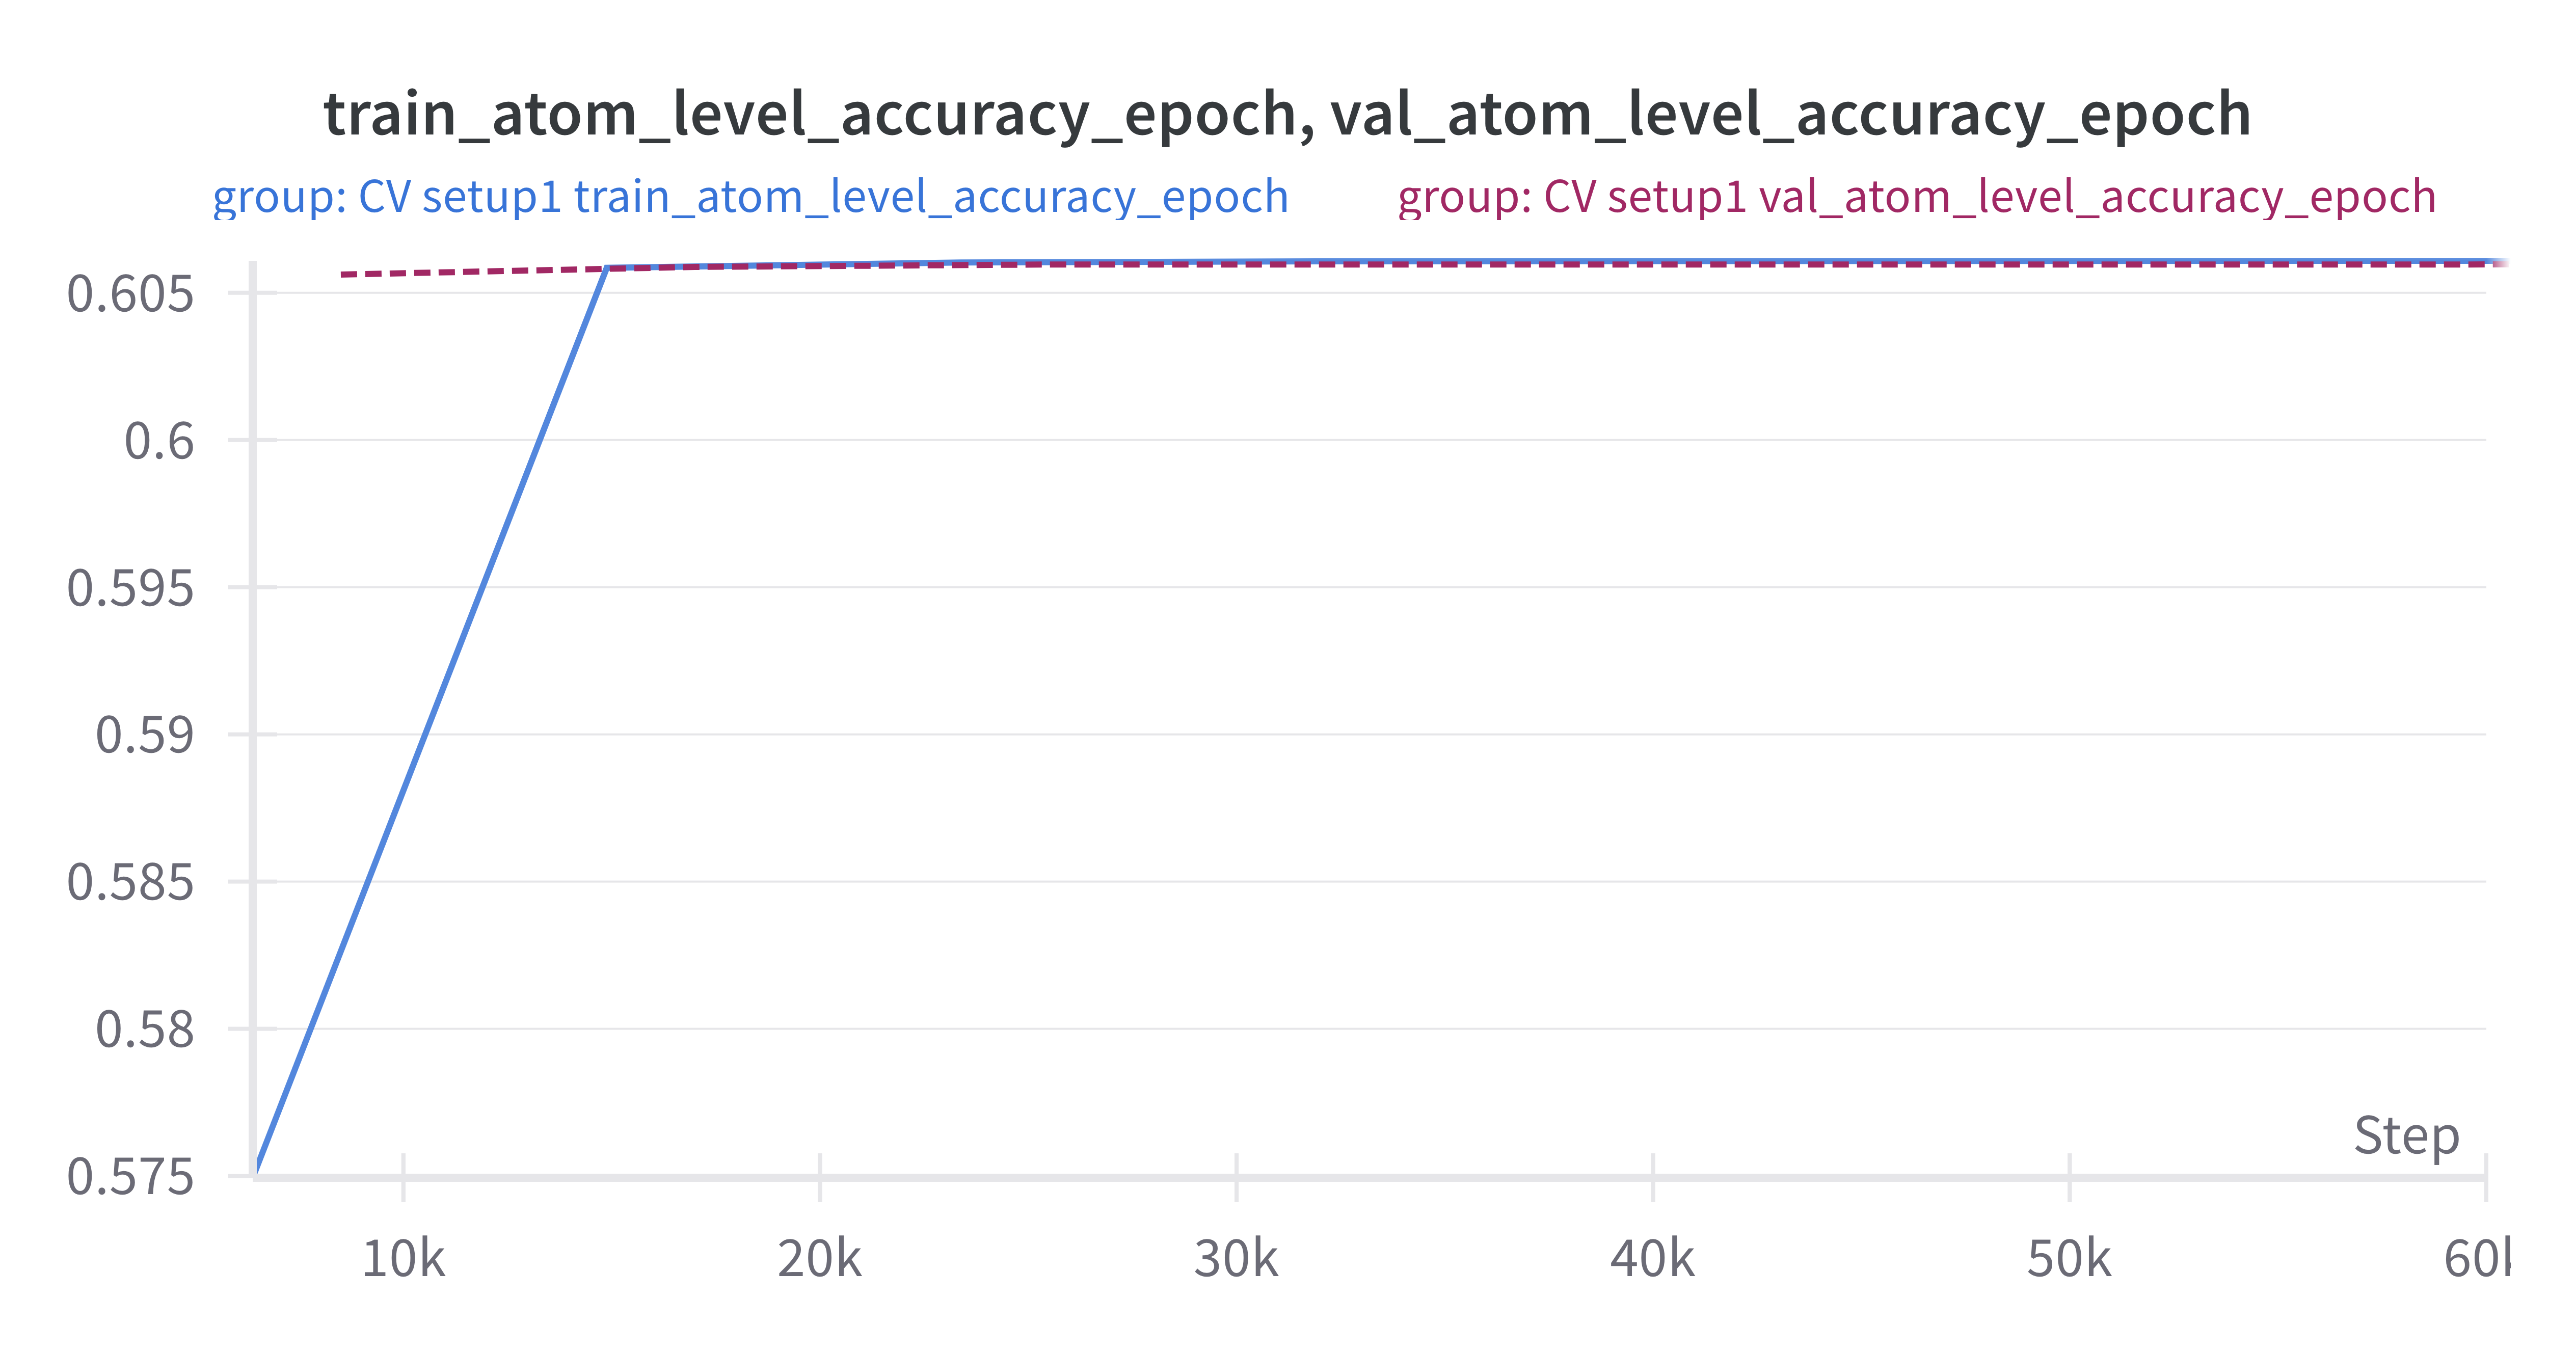 train_atom_level_accuracy_epoch, val_atom_level_accuracy_epoch
group: CV setup1 train_atom_level_accuracy_epoch group: CV setup1 val_atom_level_accuracy_epoch
0.605
0.6
0.595
0.59
0.585
0.58
0.575
Step
10k 20k 30k 40k 50k 60k